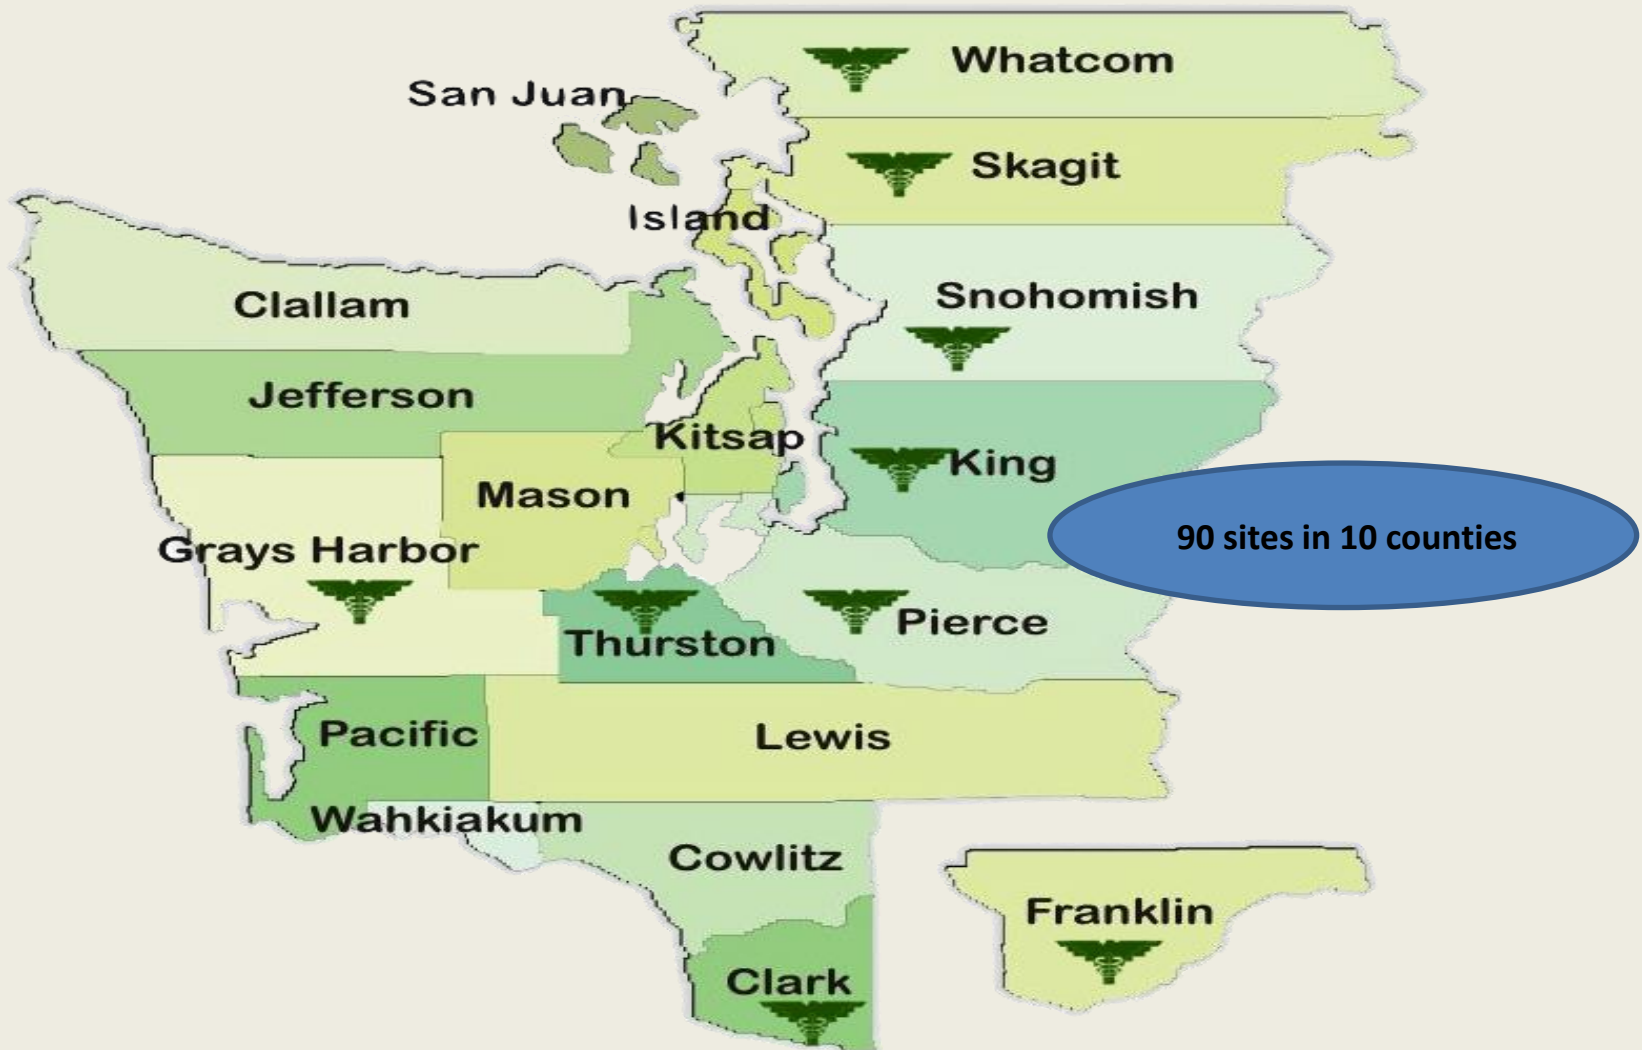 Whatcom
San Juan
Skagit
Island
Snohomish
Clallam
Jefferson
Kitsap
King
Mason
90 sites in 10 counties
Grays Harbor
Pierce
Thurston
Pacific
Lewis
Wahkiakum
Cowlitz
Franklin
Clark